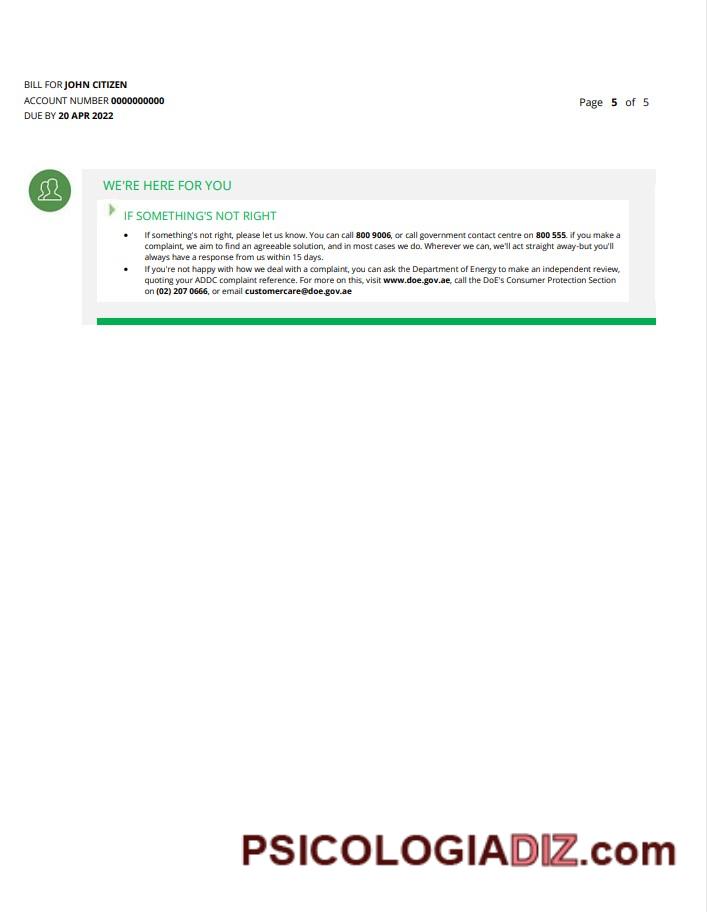 BILL FOR JOHN CITIZEN
ACCOUNT NUMBER 0000000000
DUE BY 20 APR 2022
Page 5 of 5
WE'RE HERE FOR YOU
IF SOMETHING'S NOT RIGHT
• If something's not right, please let us know. You can call 800 9006, or call government contact centre on 800 555. if you make a
complaint, we aim to find an agreeable solution, and in most cases we do. Wherever we can, we'll act straight away-but you'll
always have a response from us within 15 days.
• If you're not happy with how we deal with a complaint, you can ask the Department of Energy to make an independent review,
quoting your ADDC complaint reference. For more on this, visit www.doe.gov.ae, call the DoE's Consumer Protection Section
on (02) 207 0666, or email customercare@doe.gov.ae
PSICOLOGIADIZ.com